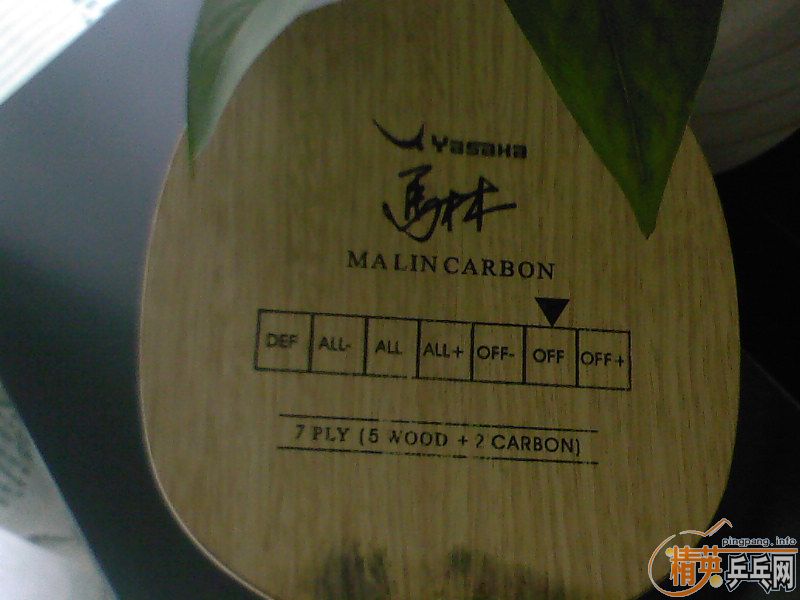 Yasaka
馬林
MALIN CARBON
DEF ALL- ALL ALL+ OFF- OFF OFF+
7 PLY (5 WOOD + 2 CARBON)
pingpang.info
精英乒乓网